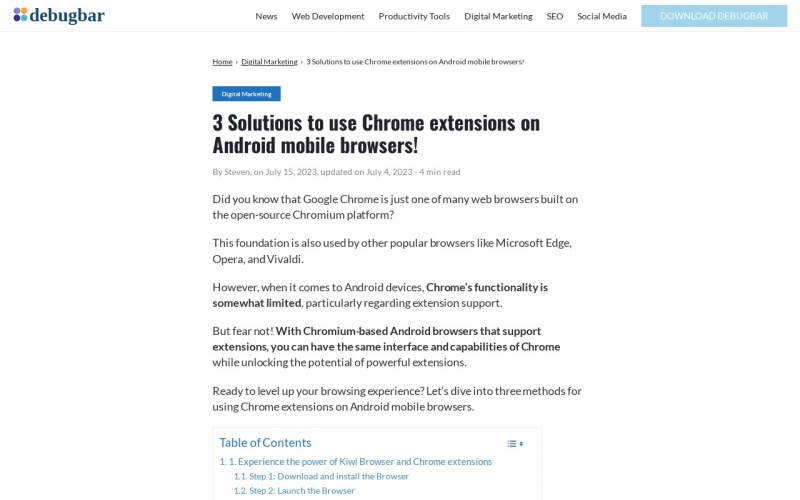 debugbar
News Web Development Productivity Tools Digital Marketing SEO Social Media DOWNLOAD DEBUGBAR
Home › Digital Marketing › 3 Solutions to use Chrome extensions on Android mobile browsers!
Digital Marketing
3 Solutions to use Chrome extensions on
Android mobile browsers!
By Steven, on July 15, 2023, updated on July 4, 2023 - 4 min read
Did you know that Google Chrome is just one of many web browsers built on
the open-source Chromium platform?
This foundation is also used by other popular browsers like Microsoft Edge,
Opera, and Vivaldi.
However, when it comes to Android devices, Chrome’s functionality is
somewhat limited, particularly regarding extension support.
But fear not! With Chromium-based Android browsers that support
extensions, you can have the same interface and capabilities of Chrome
while unlocking the potential of powerful extensions.
Ready to level up your browsing experience? Let’s dive into three methods for
using Chrome extensions on Android mobile browsers.
Table of Contents
1. 1. Experience the power of Kiwi Browser and Chrome extensions
1.1. Step 1: Download and install the Browser
1.2. Step 2: Launch the Browser